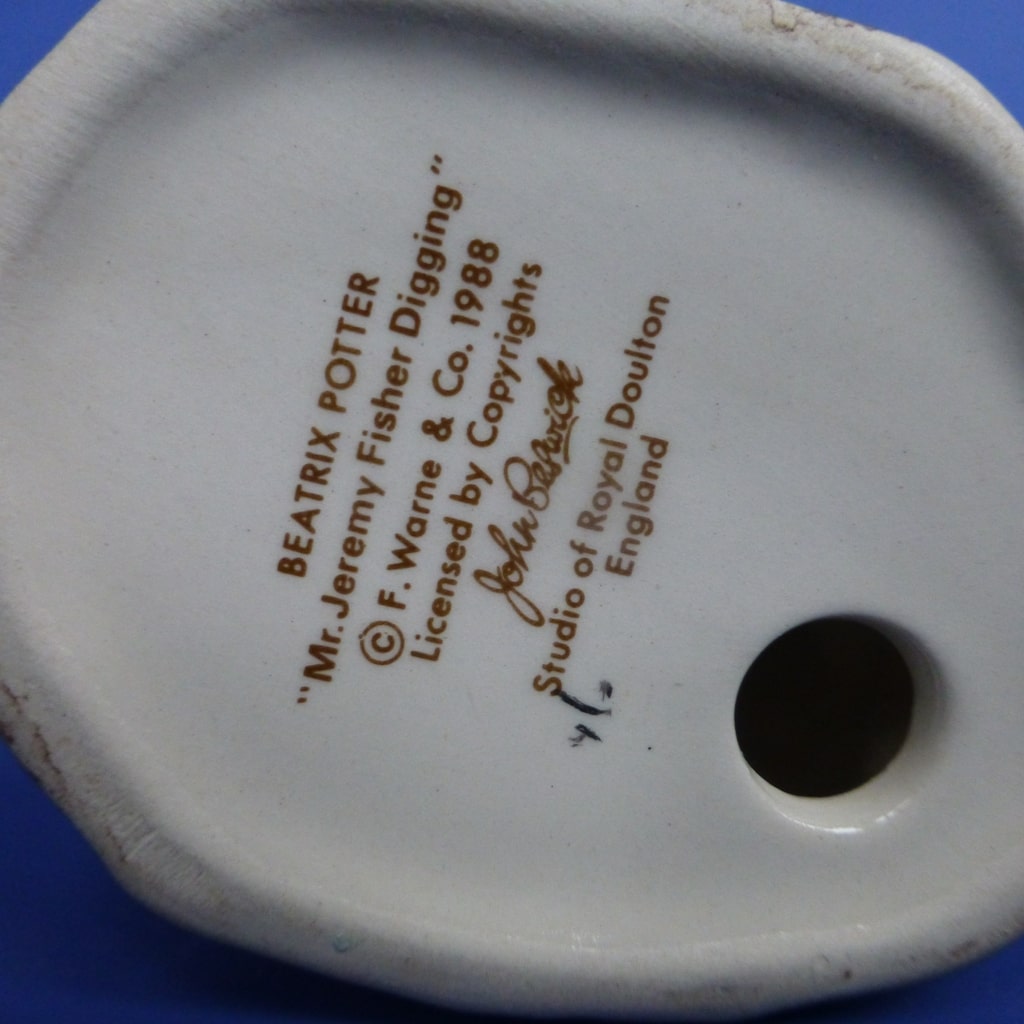 BEATRIX POTTER
"Mr. Jeremy Fisher Digging"
© F. Warne & Co. 1988
Licensed by Copyrights
John Beswick
Studio of Royal Doulton
England